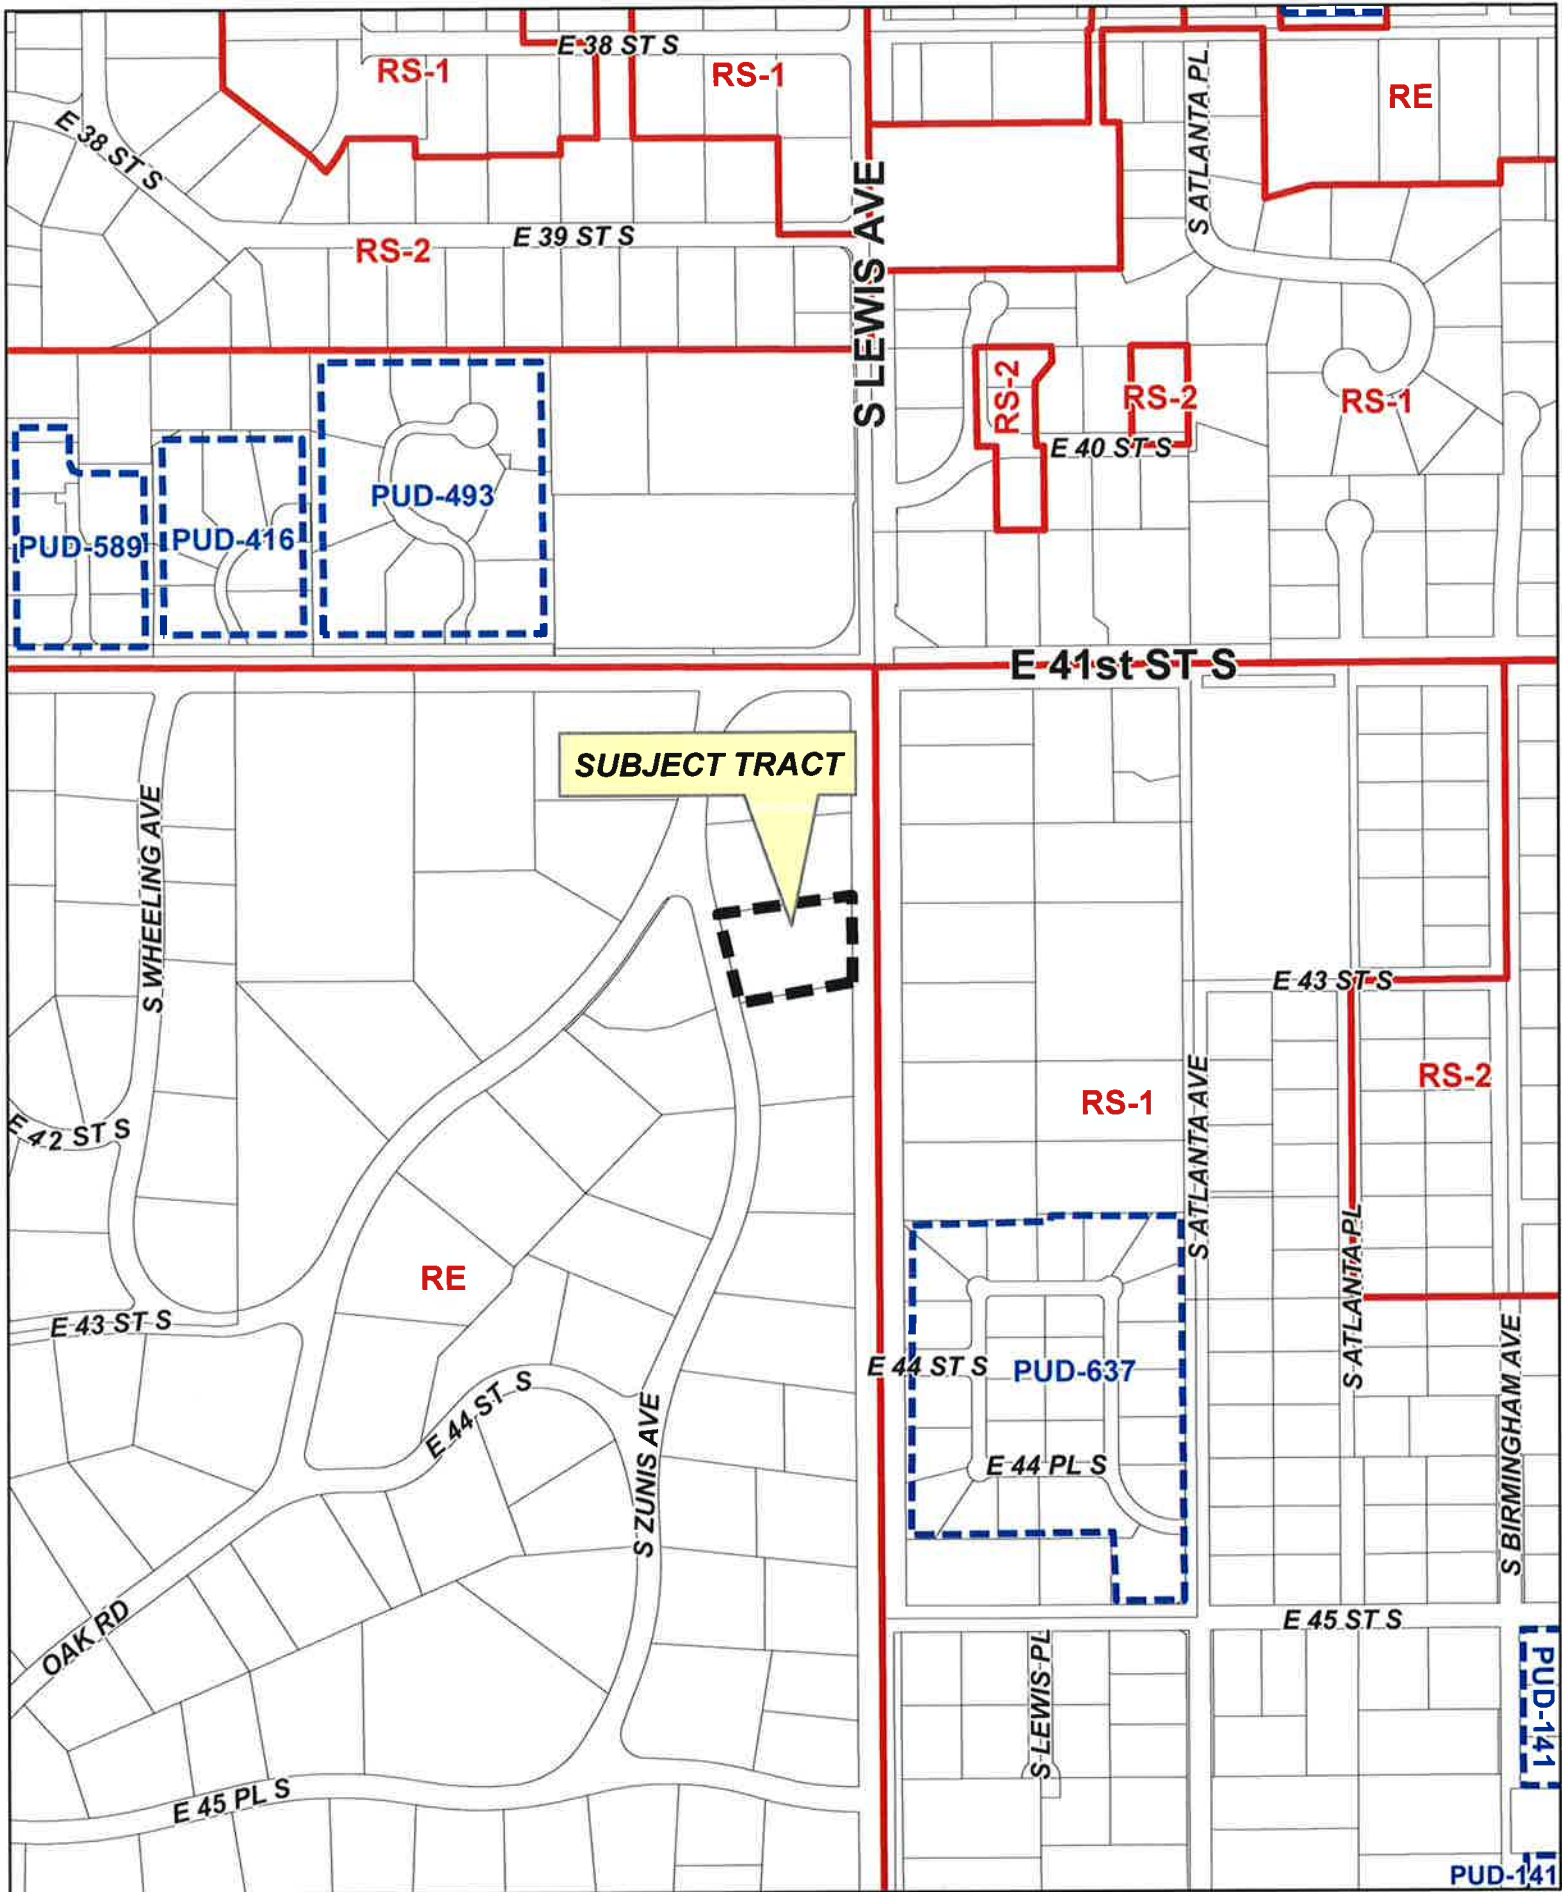 E 38 ST S
RS-1
RS-1
RE
S ATLANTA PL
E 38 ST S
E 39 ST S
RS-2
S LEWIS AVE
RS-2
RS-2
RS-1
E 40 ST S
PUD-493
PUD-589
PUD-416
E 41st ST S
SUBJECT TRACT
S WHEELING AVE
E 43 ST S
RS-2
RS-1
E 42 ST S
S ATLANTA AVE
RE
S ATLANTA PL
E 43 ST S
E 44 ST S
PUD-637
E 44 ST S
S ZUNIS AVE
E 44 PL S
S BIRMINGHAM AVE
OAK RD
E 45 ST S
S LEWIS PL
PUD-141
E 45 PL S
PUD-141